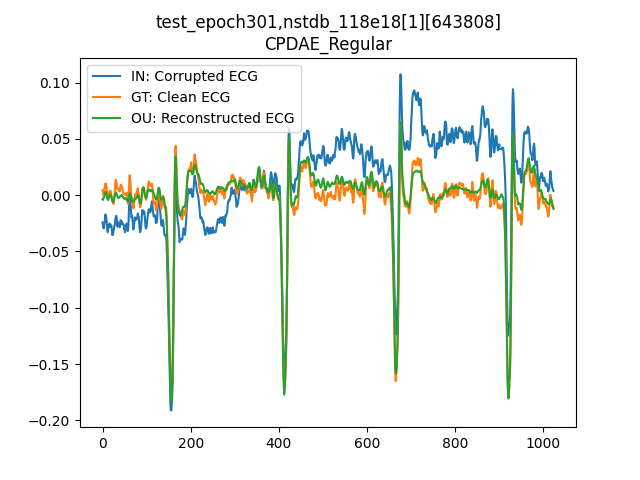 test_epoch301,nstdb_118e18[1][643808]
CPDAE_Regular
IN: Corrupted ECG
GT: Clean ECG
OU: Reconstructed ECG
0.10
0.05
0.00
−0.05
−0.10
−0.15
−0.20
0 200 400 600 800 1000